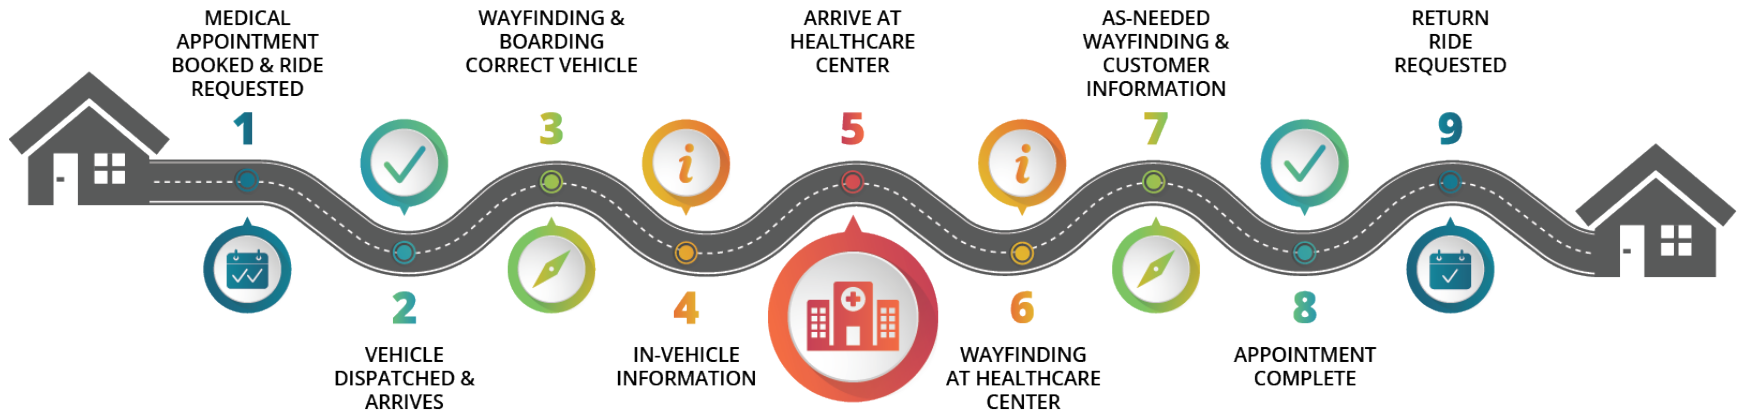 MEDICAL
APPOINTMENT
BOOKED & RIDE
REQUESTED
1
2
VEHICLE
DISPATCHED &
ARRIVES
WAYFINDING &
BOARDING
CORRECT VEHICLE
3
4
IN-VEHICLE
INFORMATION
ARRIVE AT
HEALTHCARE
CENTER
5
6
WAYFINDING
AT HEALTHCARE
CENTER
AS-NEEDED
WAYFINDING &
CUSTOMER
INFORMATION
7
8
APPOINTMENT
COMPLETE
RETURN
RIDE
REQUESTED
9